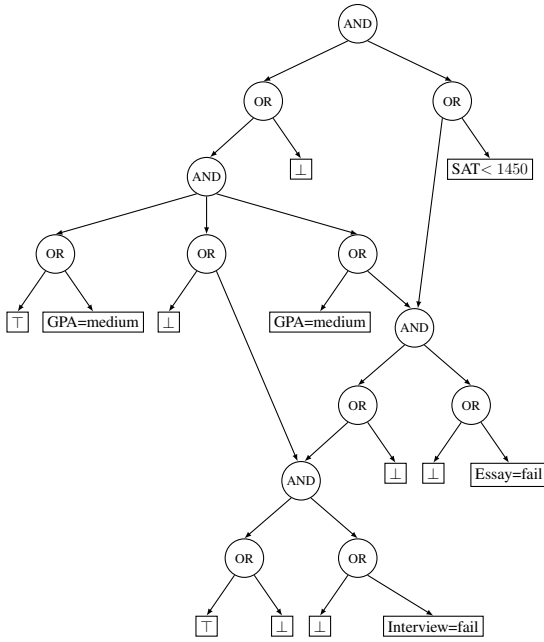 AND
OR OR
⊥ SAT< 1450
AND
OR OR OR
⊤ GPA=medium ⊥ GPA=medium AND
OR OR
⊥ ⊥ Essay=fail
AND
OR OR
⊤ ⊥ ⊥ Interview=fail